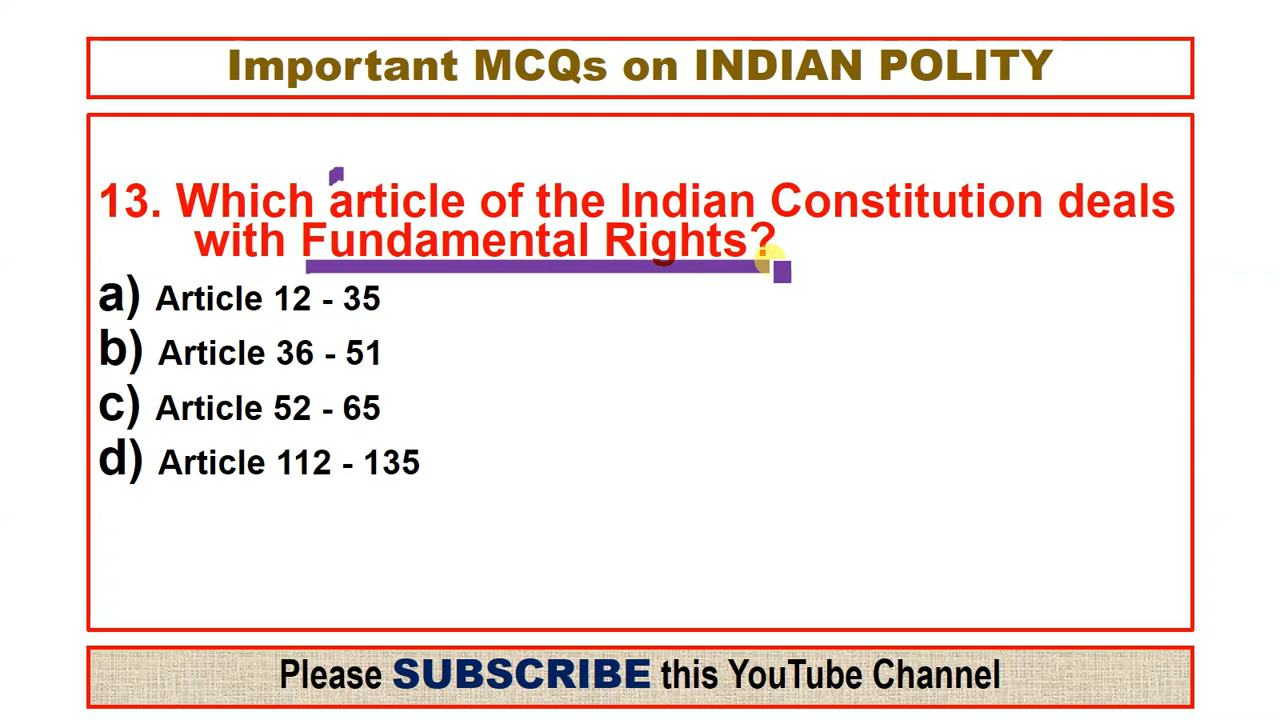 Important MCQs on INDIAN POLITY
13. Which article of the Indian Constitution deals
with Fundamental Rights?
a) Article 12 - 35
b) Article 36 - 51
c) Article 52 - 65
d) Article 112 - 135
Please SUBSCRIBE this YouTube Channel